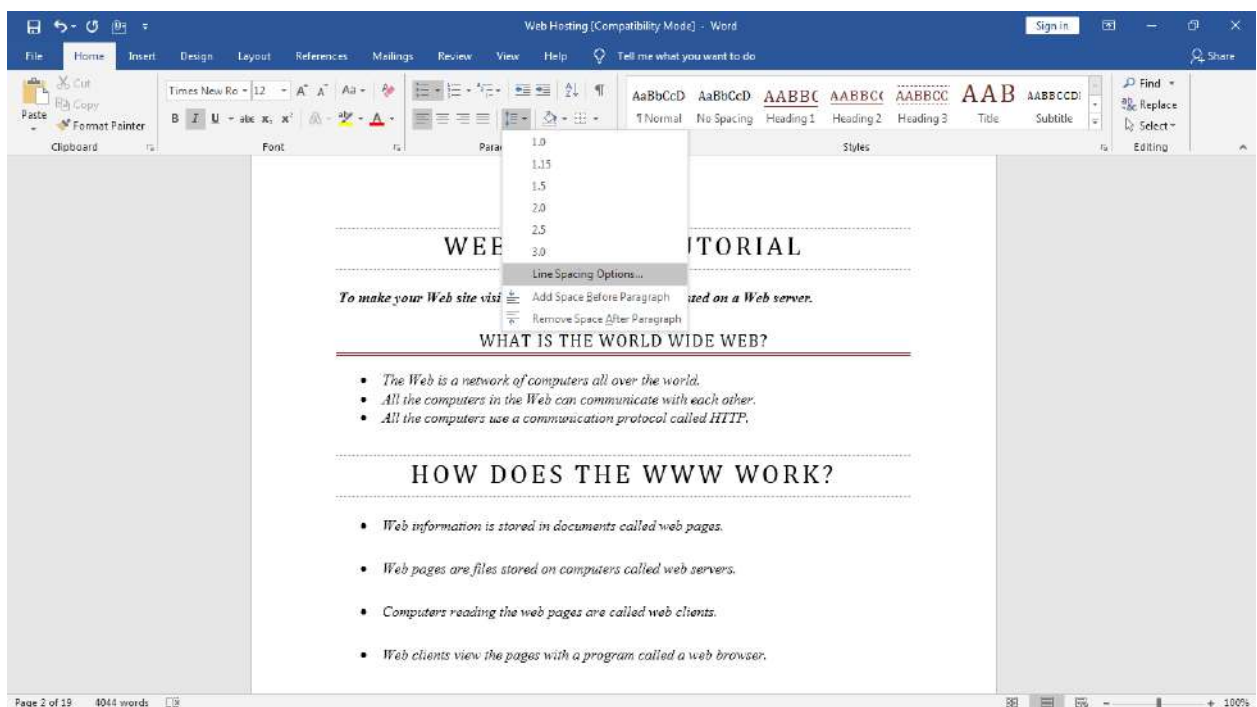 Web Hosting [Compatibility Mode] - Word
Sign in
File Home Insert Design Layout References Mailings Review View Help Tell me what you want to do
Share
Paste
Cut
Copy
Format Painter
Clipboard
Times New Ro 12
A A Aa
B I U abc x₂ x² A A
Font
AaBbCcD AaBbCcD AABBC AABBCC AABBCC AAB AABBCCD
¶ Normal No Spacing Heading 1 Heading 2 Heading 3 Title Subtitle
Styles
Find
Replace
Select
Editing
1.0
1.15
1.5
2.0
2.5
3.0
Line Spacing Options...
Add Space Before Paragraph
Remove Space After Paragraph
WEB TORIAL
To make your Web site visi ted on a Web server.
WHAT IS THE WORLD WIDE WEB?
• The Web is a network of computers all over the world.
• All the computers in the Web can communicate with each other.
• All the computers use a communication protocol called HTTP.
HOW DOES THE WWW WORK?
• Web information is stored in documents called web pages.
• Web pages are files stored on computers called web servers.
• Computers reading the web pages are called web clients.
• Web clients view the pages with a program called a web browser.
Page 2 of 19 4044 words
100%